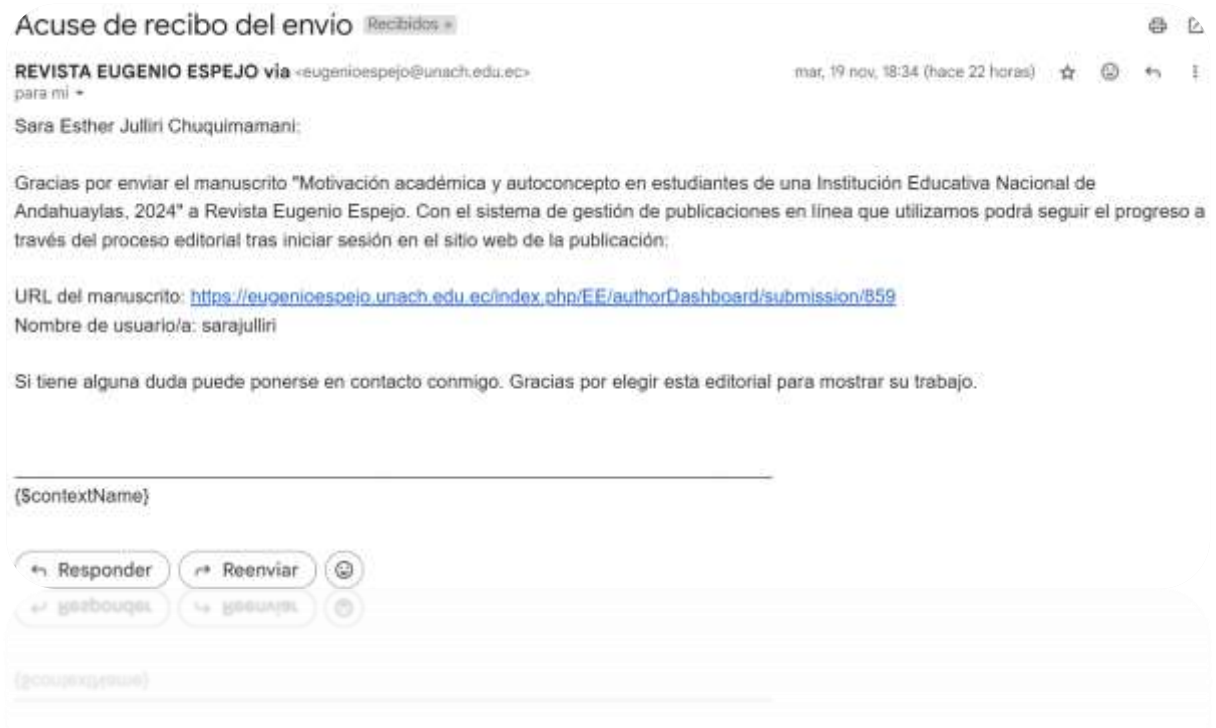 Acuse de recibo del envío Recibidos ×
REVISTA EUGENIO ESPEJO via <eugenioespejo@unach.edu.ec>
mar, 19 nov, 18:34 (hace 22 horas)
para mí
Sara Esther Julliri Chuquimamani:
Gracias por enviar el manuscrito "Motivación académica y autoconcepto en estudiantes de una Institución Educativa Nacional de
Andahuaylas, 2024" a Revista Eugenio Espejo. Con el sistema de gestión de publicaciones en línea que utilizamos podrá seguir el progreso a
través del proceso editorial tras iniciar sesión en el sitio web de la publicación:
URL del manuscrito: https://eugenioespejo.unach.edu.ec/index.php/EE/authorDashboard/submission/859
Nombre de usuario/a: sarajulliri
Si tiene alguna duda puede ponerse en contacto conmigo. Gracias por elegir esta editorial para mostrar su trabajo.
{$contextName}
Responder
Reenviar